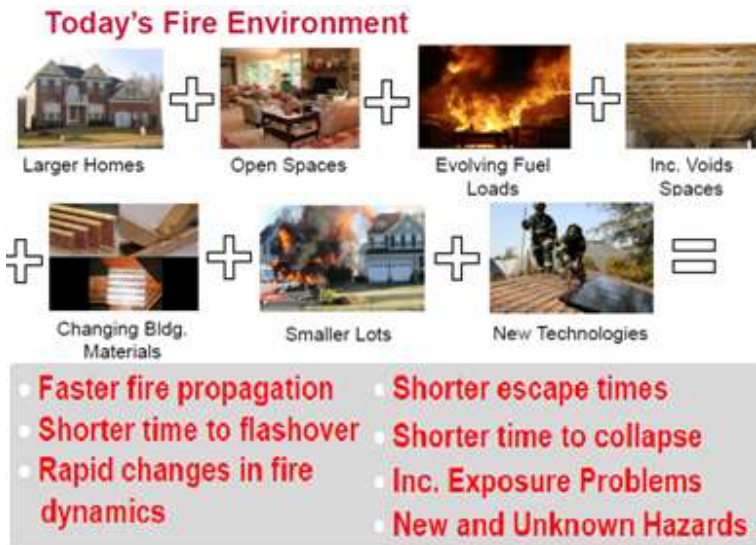 Today's Fire Environment
Larger Homes
Open Spaces
Evolving Fuel
Loads
Inc. Voids
Spaces
Changing Bldg.
Materials
Smaller Lots
New Technologies
Faster fire propagation
Shorter time to flashover
Rapid changes in fire
dynamics
Shorter escape times
Shorter time to collapse
Inc. Exposure Problems
New and Unknown Hazards